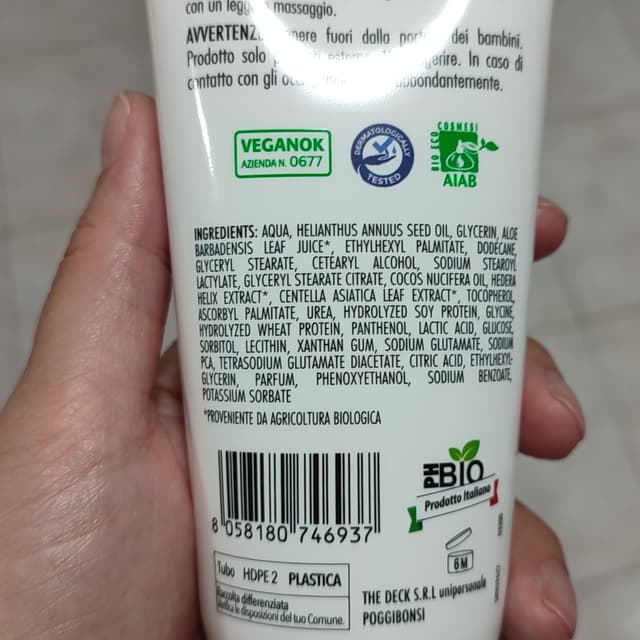 con un massaggio.
fuori dalla dei bambini.
Prodotto solo In caso di
contatto con gli
VEGANOK
AZIENDA N. 0677
DERMATOLOGICALLY
TESTED
BIO ECO COSMESI
AIAB
INGREDIENTS: AQUA, HELIANTHUS ANNUUS SEED OIL, GLYCERIN, ALOE
BARBADENSIS LEAF JUICE*, ETHYLHEXYL PALMITATE, DODECANE,
GLYCERYL STEARATE, CETEARYL ALCOHOL, SODIUM STEAROYL
LACTYLATE, GLYCERYL STEARATE CITRATE, COCOS NUCIFERA OIL, HEDERA
HELIX EXTRACT*, CENTELLA ASIATICA LEAF EXTRACT*, TOCOPHEROL,
ASCORBYL PALMITATE, UREA, HYDROLYZED SOY PROTEIN, GLYCINE,
HYDROLYZED WHEAT PROTEIN, PANTHENOL, LACTIC ACID, GLUCOSE,
SORBITOL, LECITHIN, XANTHAN GUM, SODIUM GLUTAMATE, SODIUM
PCA, TETRASODIUM GLUTAMATE DIACETATE, CITRIC ACID, ETHYLHEXYL-
GLYCERIN, PARFUM, PHENOXYETHANOL, SODIUM BENZOATE,
POTASSIUM SORBATE
*PROVENIENTE DA AGRICOLTURA BIOLOGICA
8 058180 746937
PH BIO
Prodotto Italiano
6M
Tubo HDPE 2 PLASTICA
Raccolta differenziata
Verifica le disposizioni del tuo Comune.
THE DECK S.R.L unipersonale
POGGIBONSI